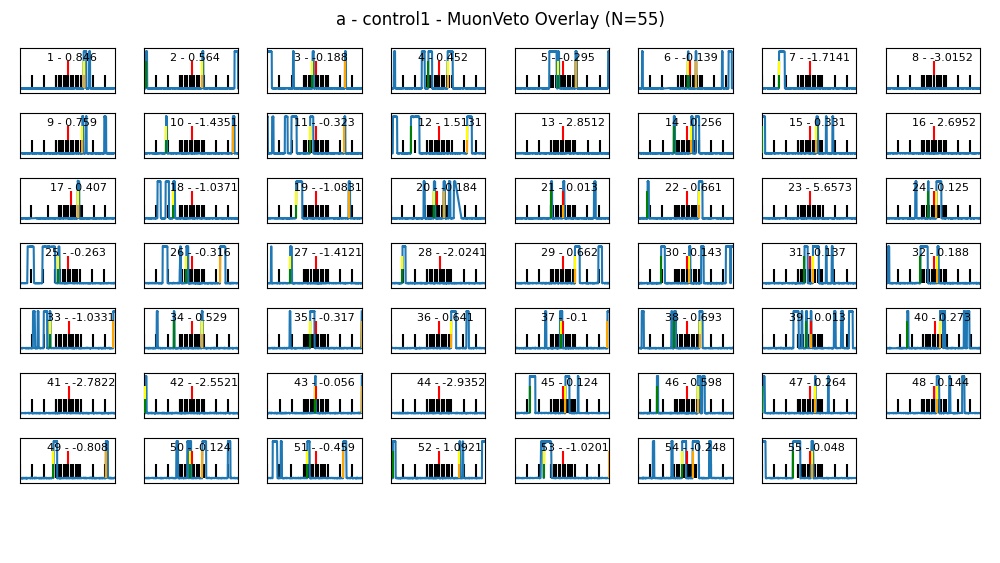 a - control1 - MuonVeto Overlay (N=55)
1 - 0.846
2 - 0.564
3 - -0.188
4 - 0.452
5 - -0.295
6 - -0.139
7 - -1.7141
8 - -3.0152
9 - 0.759
10 - -1.4351
11 - -0.323
12 - 1.5131
13 - 2.8512
14 - 0.256
15 - 0.331
16 - 2.6952
17 - 0.407
18 - -1.0371
19 - -1.0831
20 - -0.184
21 - 0.013
22 - 0.661
23 - 5.6573
24 - 0.125
25 - -0.263
26 - -0.316
27 - -1.4121
28 - -2.0241
29 - 0.662
30 - 0.143
31 - 0.137
32 - 0.188
33 - -1.0331
34 - 0.529
35 - -0.317
36 - 0.641
37 - -0.1
38 - 0.693
39 - 0.013
40 - 0.273
41 - -2.7822
42 - -2.5521
43 - -0.056
44 - -2.9352
45 - 0.124
46 - 0.598
47 - 0.264
48 - 0.144
49 - -0.808
50 - -0.124
51 - -0.459
52 - 1.0921
53 - -1.0201
54 - -0.248
55 - 0.048